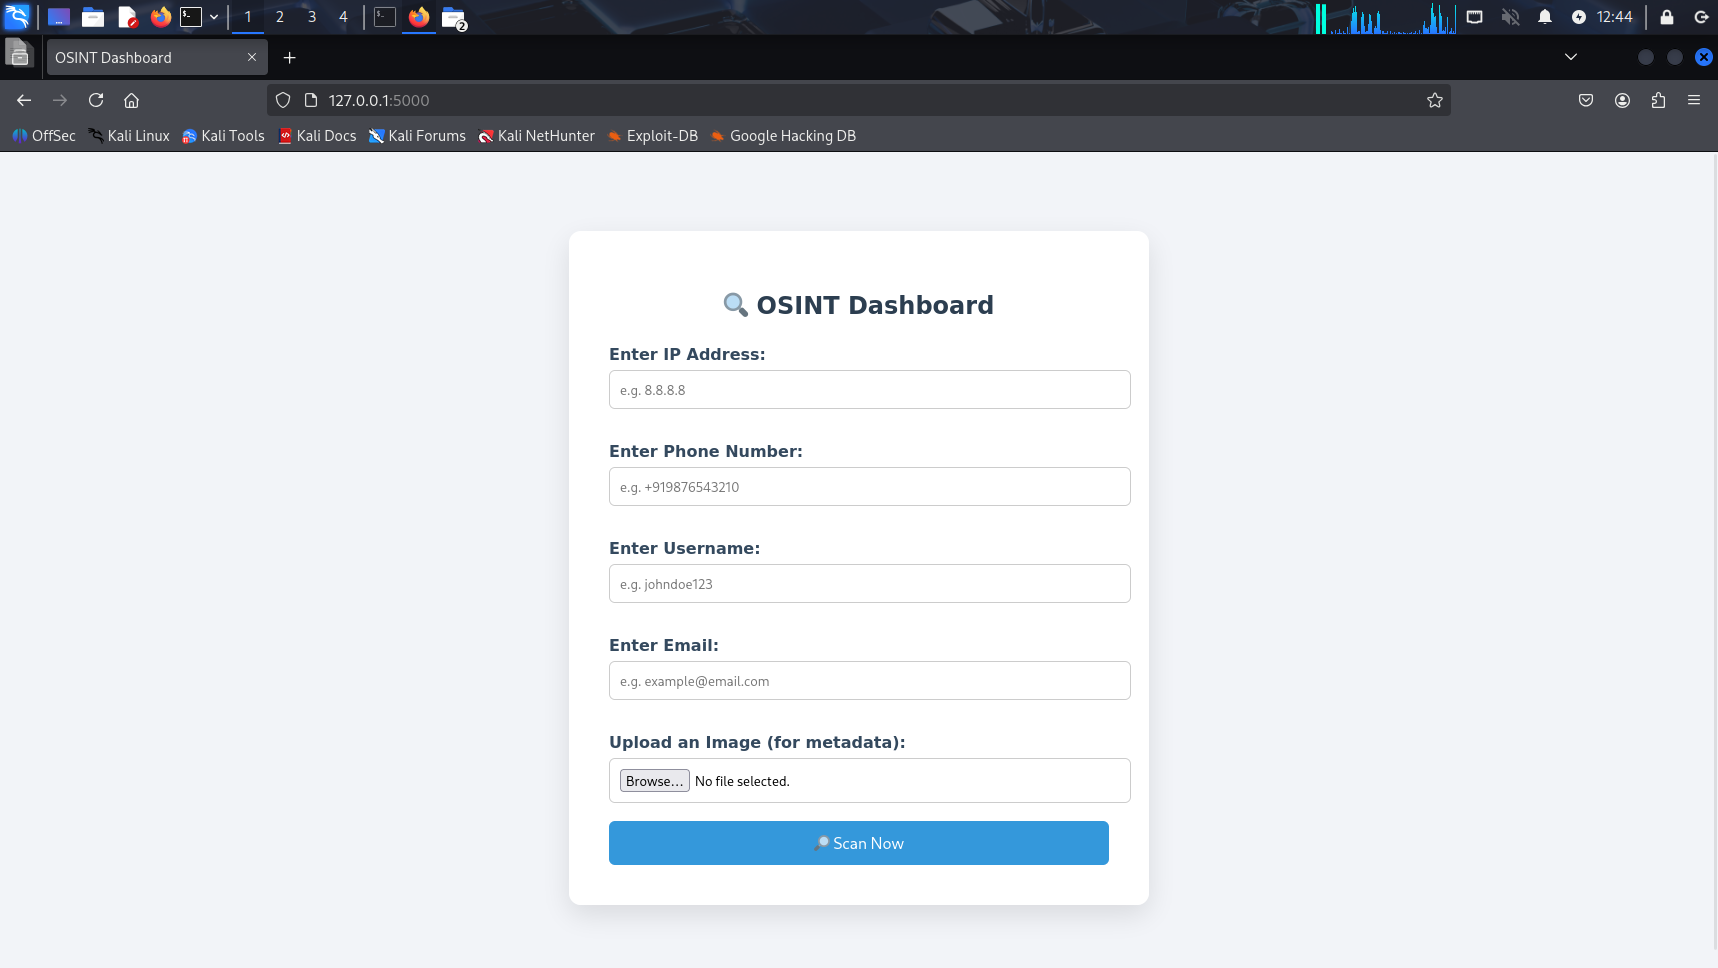 1 2 3 4 2 12:44
OSINT Dashboard
127.0.0.1:5000
OffSec Kali Linux Kali Tools Kali Docs Kali Forums Kali NetHunter Exploit-DB Google Hacking DB
🔍 OSINT Dashboard
Enter IP Address:
e.g. 8.8.8.8
Enter Phone Number:
e.g. +919876543210
Enter Username:
e.g. johndoe123
Enter Email:
e.g. example@email.com
Upload an Image (for metadata):
Browse... No file selected.
🔎 Scan Now